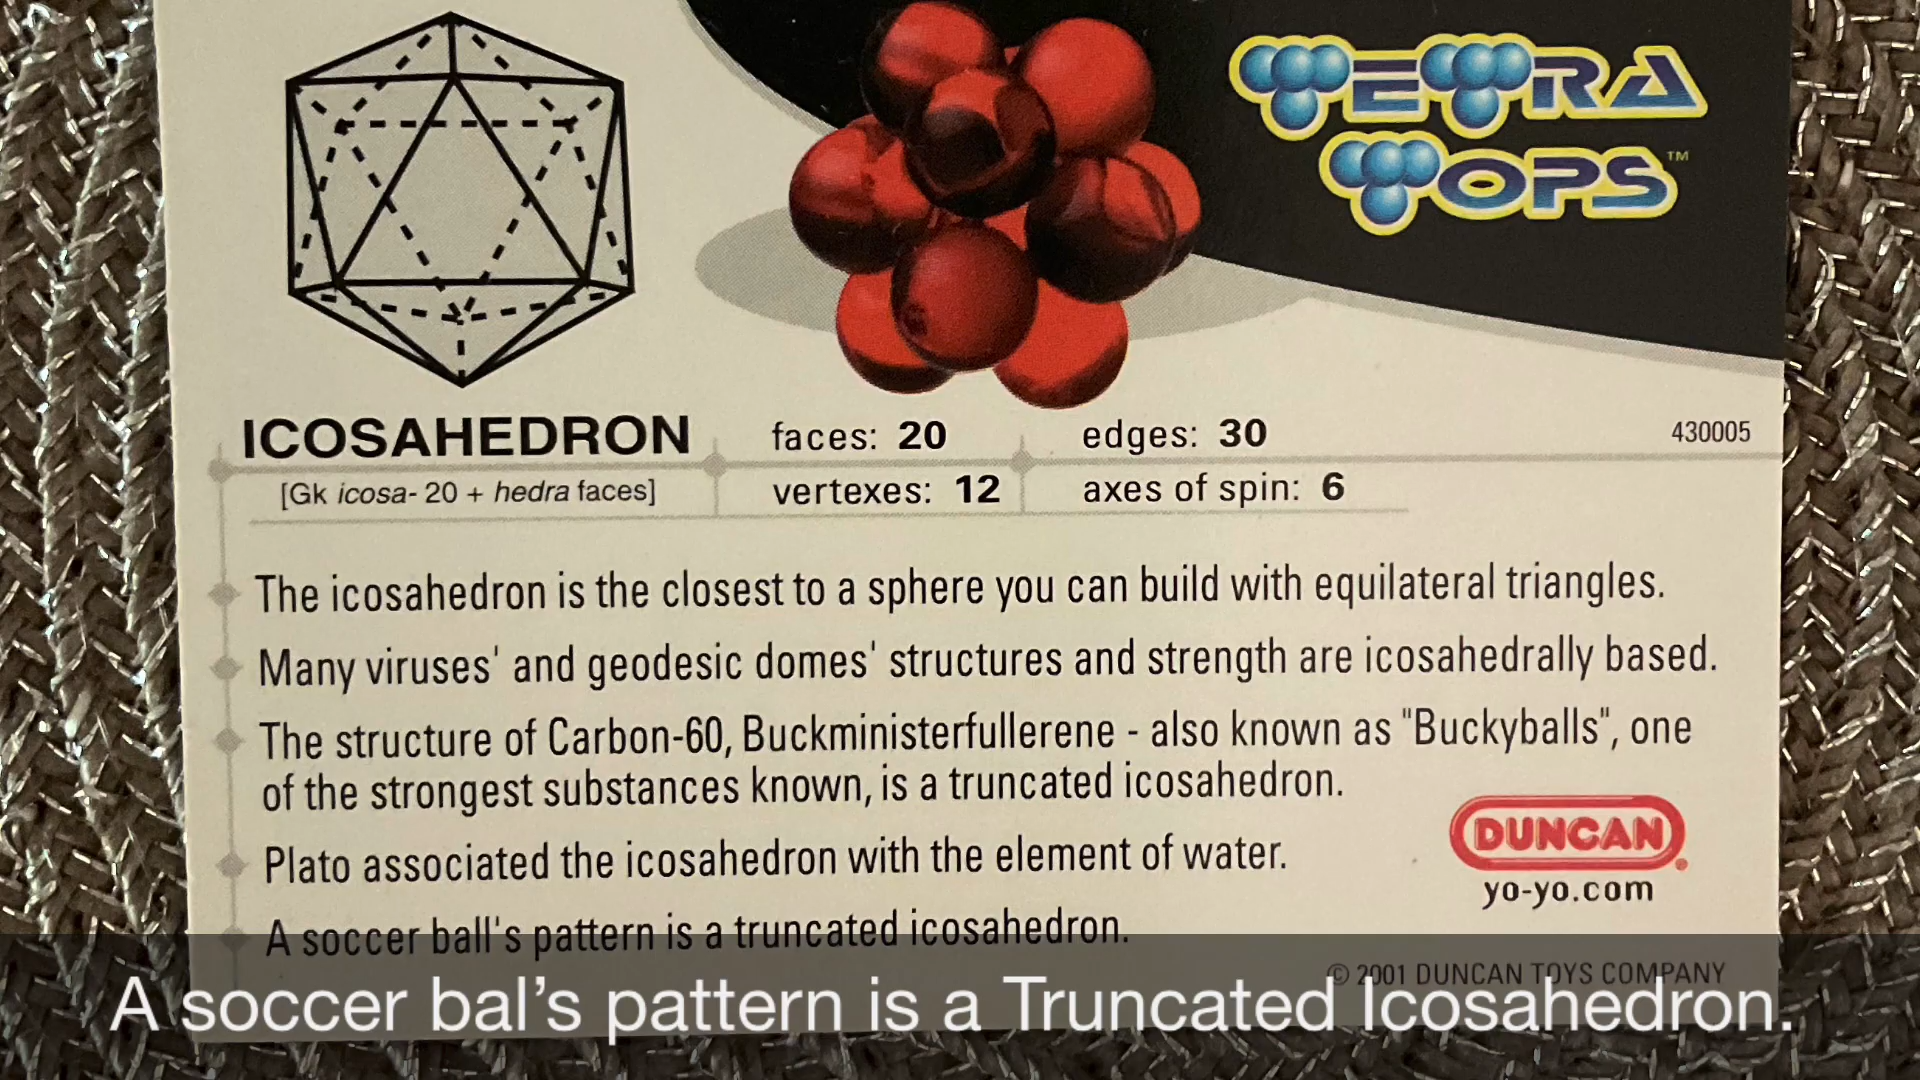 TETRA
TOPS™
ICOSAHEDRON
faces: 20
edges: 30
430005
[Gk icosa- 20 + hedra faces]
vertexes: 12
axes of spin: 6
The icosahedron is the closest to a sphere you can build with equilateral triangles.
Many viruses' and geodesic domes' structures and strength are icosahedrally based.
The structure of Carbon-60, Buckministerfullerene - also known as "Buckyballs", one
of the strongest substances known, is a truncated icosahedron.
Plato associated the icosahedron with the element of water.
DUNCAN®
yo-yo.com
A soccer ball's pattern is a truncated icosahedron.
© 2001 DUNCAN TOYS COMPANY
A soccer bal’s pattern is a Truncated Icosahedron.